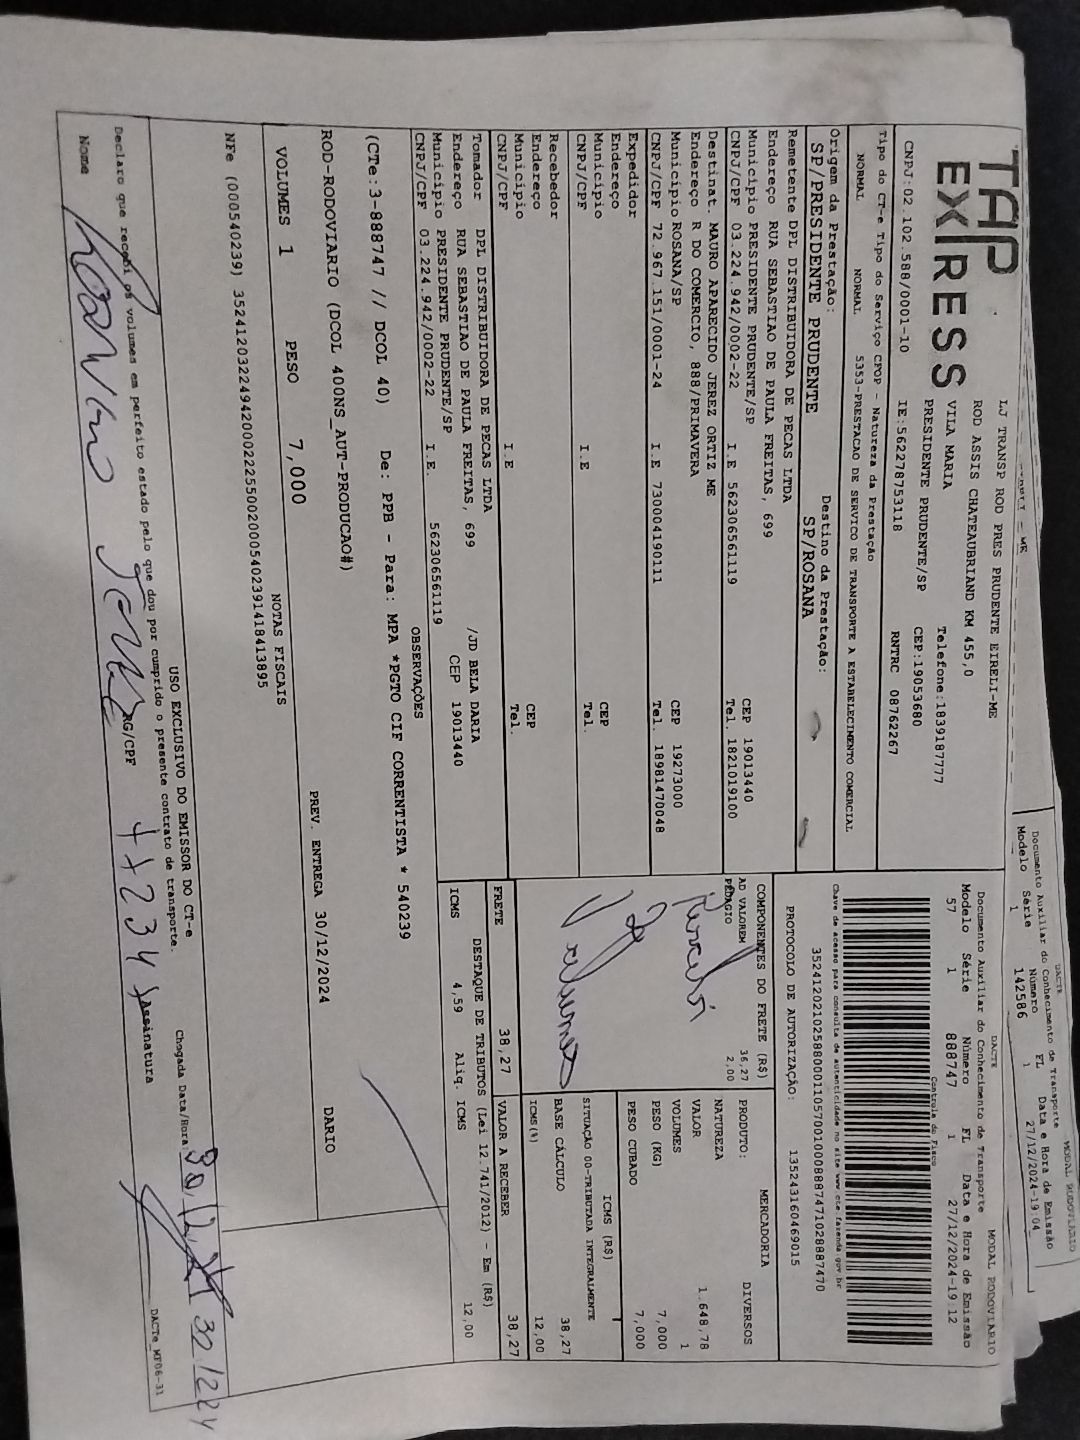 DACTE
MODAL RODOVIARIO
Documento Auxiliar do Conhecimento de Transporte
Modelo Série Número FL Data e Hora de Emissão
1 142586 1 27/12/2024-19:04
TAP EXPRESS
LJ TRANSP ROD PRES PRUDENTE EIRELI-ME
ROD ASSIS CHATEAUBRIAND KM 455,0
VILA MARIA Telefone:1839187777
PRESIDENTE PRUDENTE/SP CEP:19053680
CNPJ:02.102.588/0001-10 IE:562278753118 RNTRC 08762267
DACTE MODAL RODOVIARIO
Documento Auxiliar do Conhecimento de Transporte
Modelo Série Número FL Data e Hora de Emissão
57 1 888747 1 27/12/2024-19:12
Controle do Fisco
Chave de acesso para consulta de autenticidade no site www.cte.fazenda.gov.br
35241202102588000110570010008887471028887470
PROTOCOLO DE AUTORIZAÇÃO: 135243160469015
Tipo do CT-e Tipo do Serviço CFOP - Natureza da Prestação
NORMAL NORMAL 5353-PRESTACAO DE SERVICO DE TRANSPORTE A ESTABELECIMENTO COMERCIAL
Origem da Prestação: Destino da Prestação:
SP/PRESIDENTE PRUDENTE SP/ROSANA
Remetente DPL DISTRIBUIDORA DE PECAS LTDA
Endereço RUA SEBASTIAO DE PAULA FREITAS, 699
Município PRESIDENTE PRUDENTE/SP CEP 19013440
CNPJ/CPF 03.224.942/0002-22 I.E 562306561119 Tel. 1821019100
Destinat. MAURO APARECIDO JEREZ ORTIZ ME
Endereço R DO COMERCIO, 888/PRIMAVERA
Município ROSANA/SP CEP 19273000
CNPJ/CPF 72.967.151/0001-24 I.E 730004190111 Tel. 18981470048
Expedidor
Endereço
Município CEP
CNPJ/CPF I.E Tel.
Recebedor
Endereço
Município CEP
CNPJ/CPF I.E Tel.
Tomador DPL DISTRIBUIDORA DE PECAS LTDA
Endereço RUA SEBASTIAO DE PAULA FREITAS, 699 /JD BELA DARIA
Município PRESIDENTE PRUDENTE/SP CEP 19013440
CNPJ/CPF 03.224.942/0002-22 I.E. 562306561119
COMPONENTES DO FRETE (R$)
AD VALOREM 36,27
PEDAGIO 2,00
volumes
PRODUTO: MERCADORIA
NATUREZA DIVERSOS
VALOR 1.648,78
VOLUMES 1
PESO (KG) 7,000
PESO CUBADO 7,000
ICMS (R$)
SITUAÇÃO 00-TRIBUTADA INTEGRALMENTE
BASE CÁLCULO 38,27
ICMS(%) 12,00
FRETE 38,27 VALOR A RECEBER 38,27
DESTAQUE DE TRIBUTOS (Lei 12.741/2012) - Em (R$)
ICMS 4,59 Aliq. ICMS 12,00
OBSERVAÇÕES
(CTe:3-888747 // DCOL 40) De: PPB - Para: MPA *PGTO CIF CORRENTISTA * 540239
ROD-RODOVIARIO (DCOL 400NS_AUT-PRODUCAO#)
PREV. ENTREGA 30/12/2024 DARIO
VOLUMES 1 PESO 7,000
NOTAS FISCAIS
NFe (000540239) 35241203224942000222550020005402391418413895
USO EXCLUSIVO DO EMISSOR DO CT-e
Declaro que recebi os volumes em perfeito estado pelo que dou por cumprido o presente contrato de transporte.
Chegada Data/Hora
Nome RG/CPF Assinatura
DACTe_MF06-31